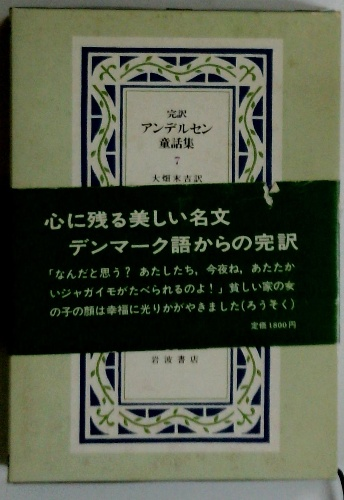 完訳
アンデルセン
童話集
7
大畑末吉訳
心に残る美しい名文
デンマーク語からの完訳
「なんだと思う? あたしたち、今夜ね，あたたか
いジャガイモがたべられるのよ！」貧しい家の女
の子の顔は幸福に光りかがやきました(ろうそく)
定価1800円
岩波書店